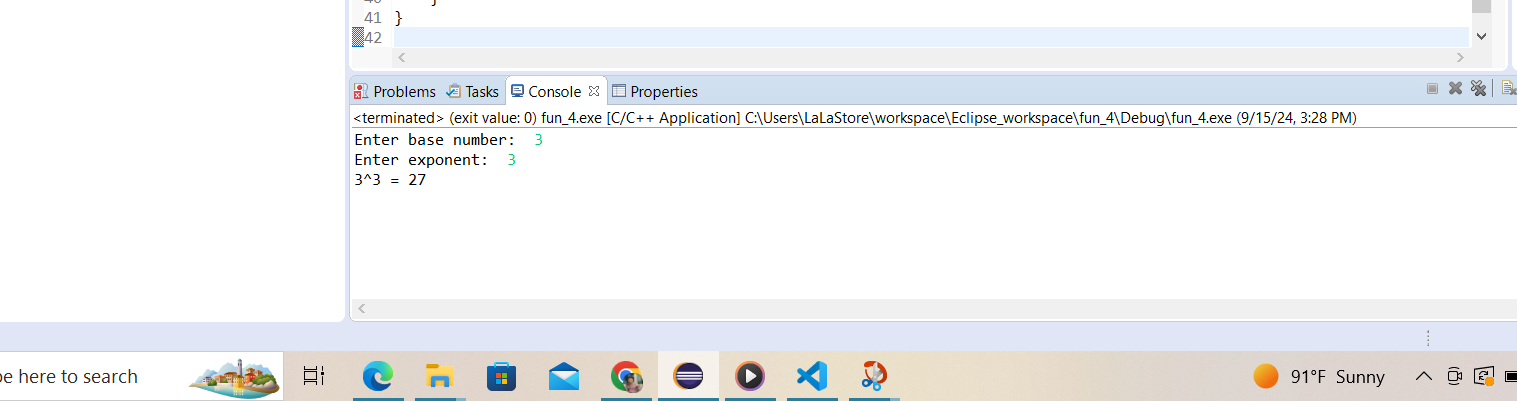 41 }
42
Problems Tasks Console Properties
<terminated> (exit value: 0) fun_4.exe [C/C++ Application] C:\Users\LaLaStore\workspace\Eclipse_workspace\fun_4\Debug\fun_4.exe (9/15/24, 3:28 PM)
Enter base number: 3
Enter exponent: 3
3^3 = 27
e here to search
91°F Sunny